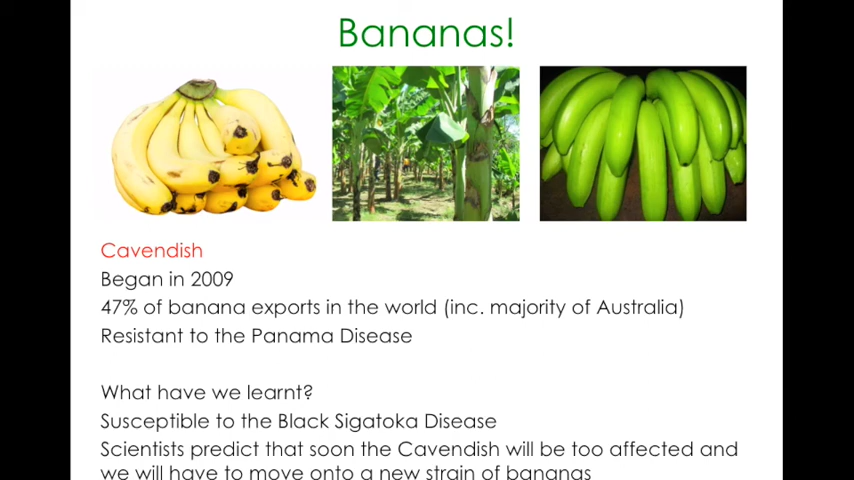 Bananas!
Cavendish
Began in 2009
47% of banana exports in the world (inc. majority of Australia)
Resistant to the Panama Disease
What have we learnt?
Susceptible to the Black Sigatoka Disease
Scientists predict that soon the Cavendish will be too affected and
we will have to move onto a new strain of bananas